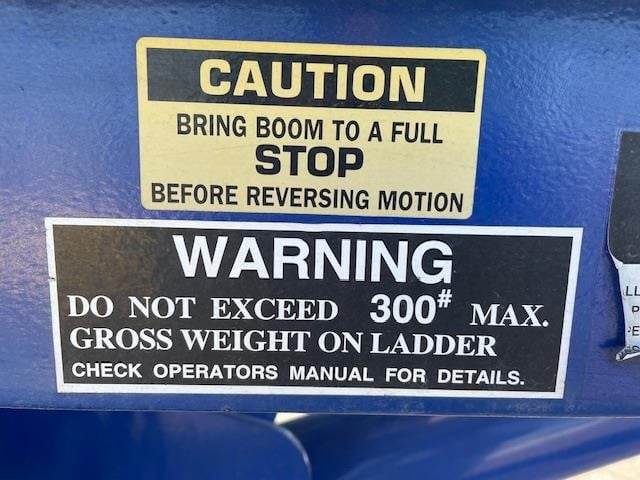 CAUTION
BRING BOOM TO A FULL
STOP
BEFORE REVERSING MOTION
WARNING
DO NOT EXCEED 300# MAX.
GROSS WEIGHT ON LADDER
CHECK OPERATORS MANUAL FOR DETAILS.